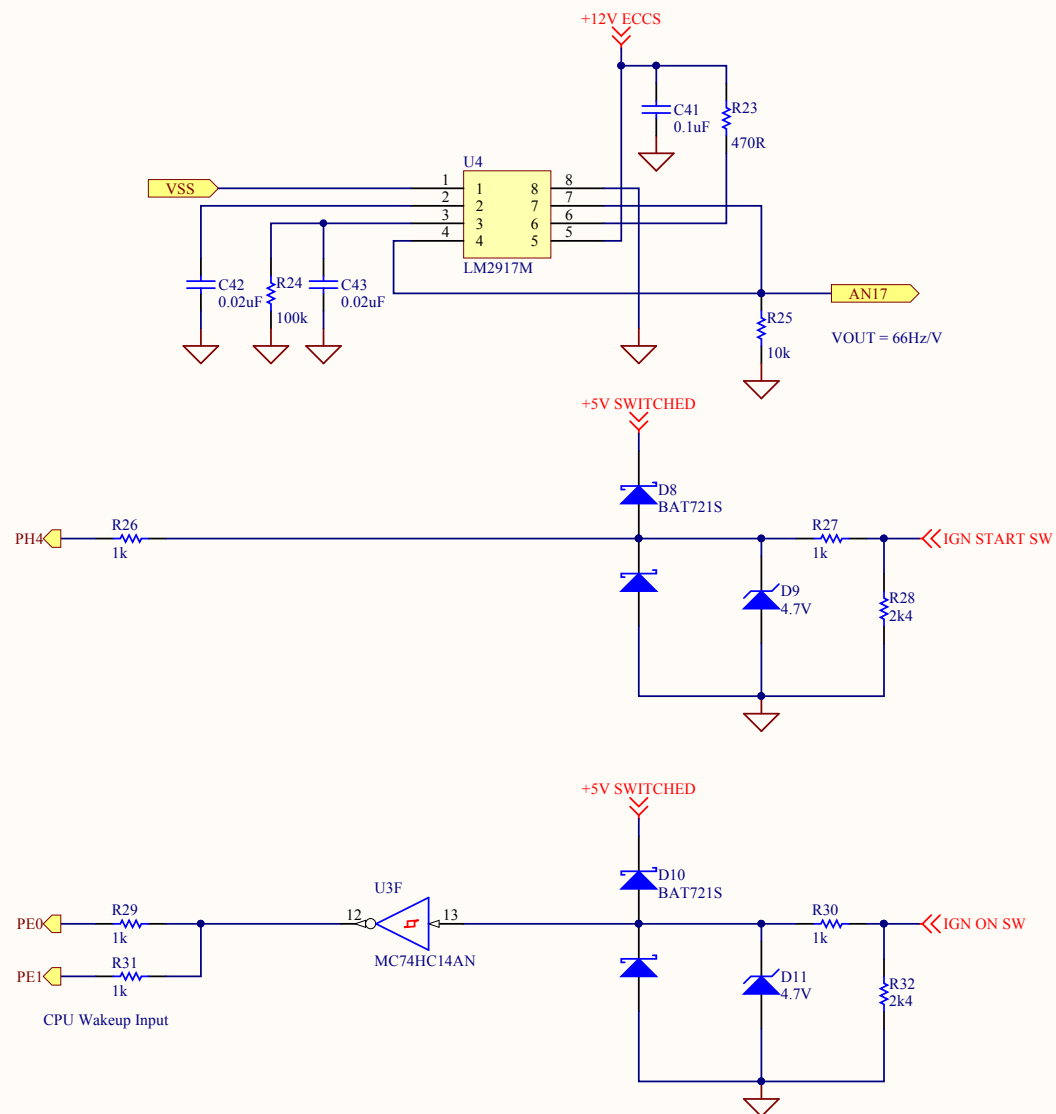 +12V ECCS
C41
0.1uF
R23
470R
U4
VSS
1 1 8 8
2 2 7 7
3 3 6 6
4 4 5 5
LM2917M
C42
0.02uF
R24
100k
C43
0.02uF
AN17
R25
10k
VOUT = 66Hz/V
+5V SWITCHED
D8
BAT721S
PH4
R26
1k
R27
1k
IGN START SW
D9
4.7V
R28
2k4
+5V SWITCHED
D10
BAT721S
U3F
12 13
MC74HC14AN
PE0
R29
1k
PE1
R31
1k
CPU Wakeup Input
R30
1k
IGN ON SW
D11
4.7V
R32
2k4